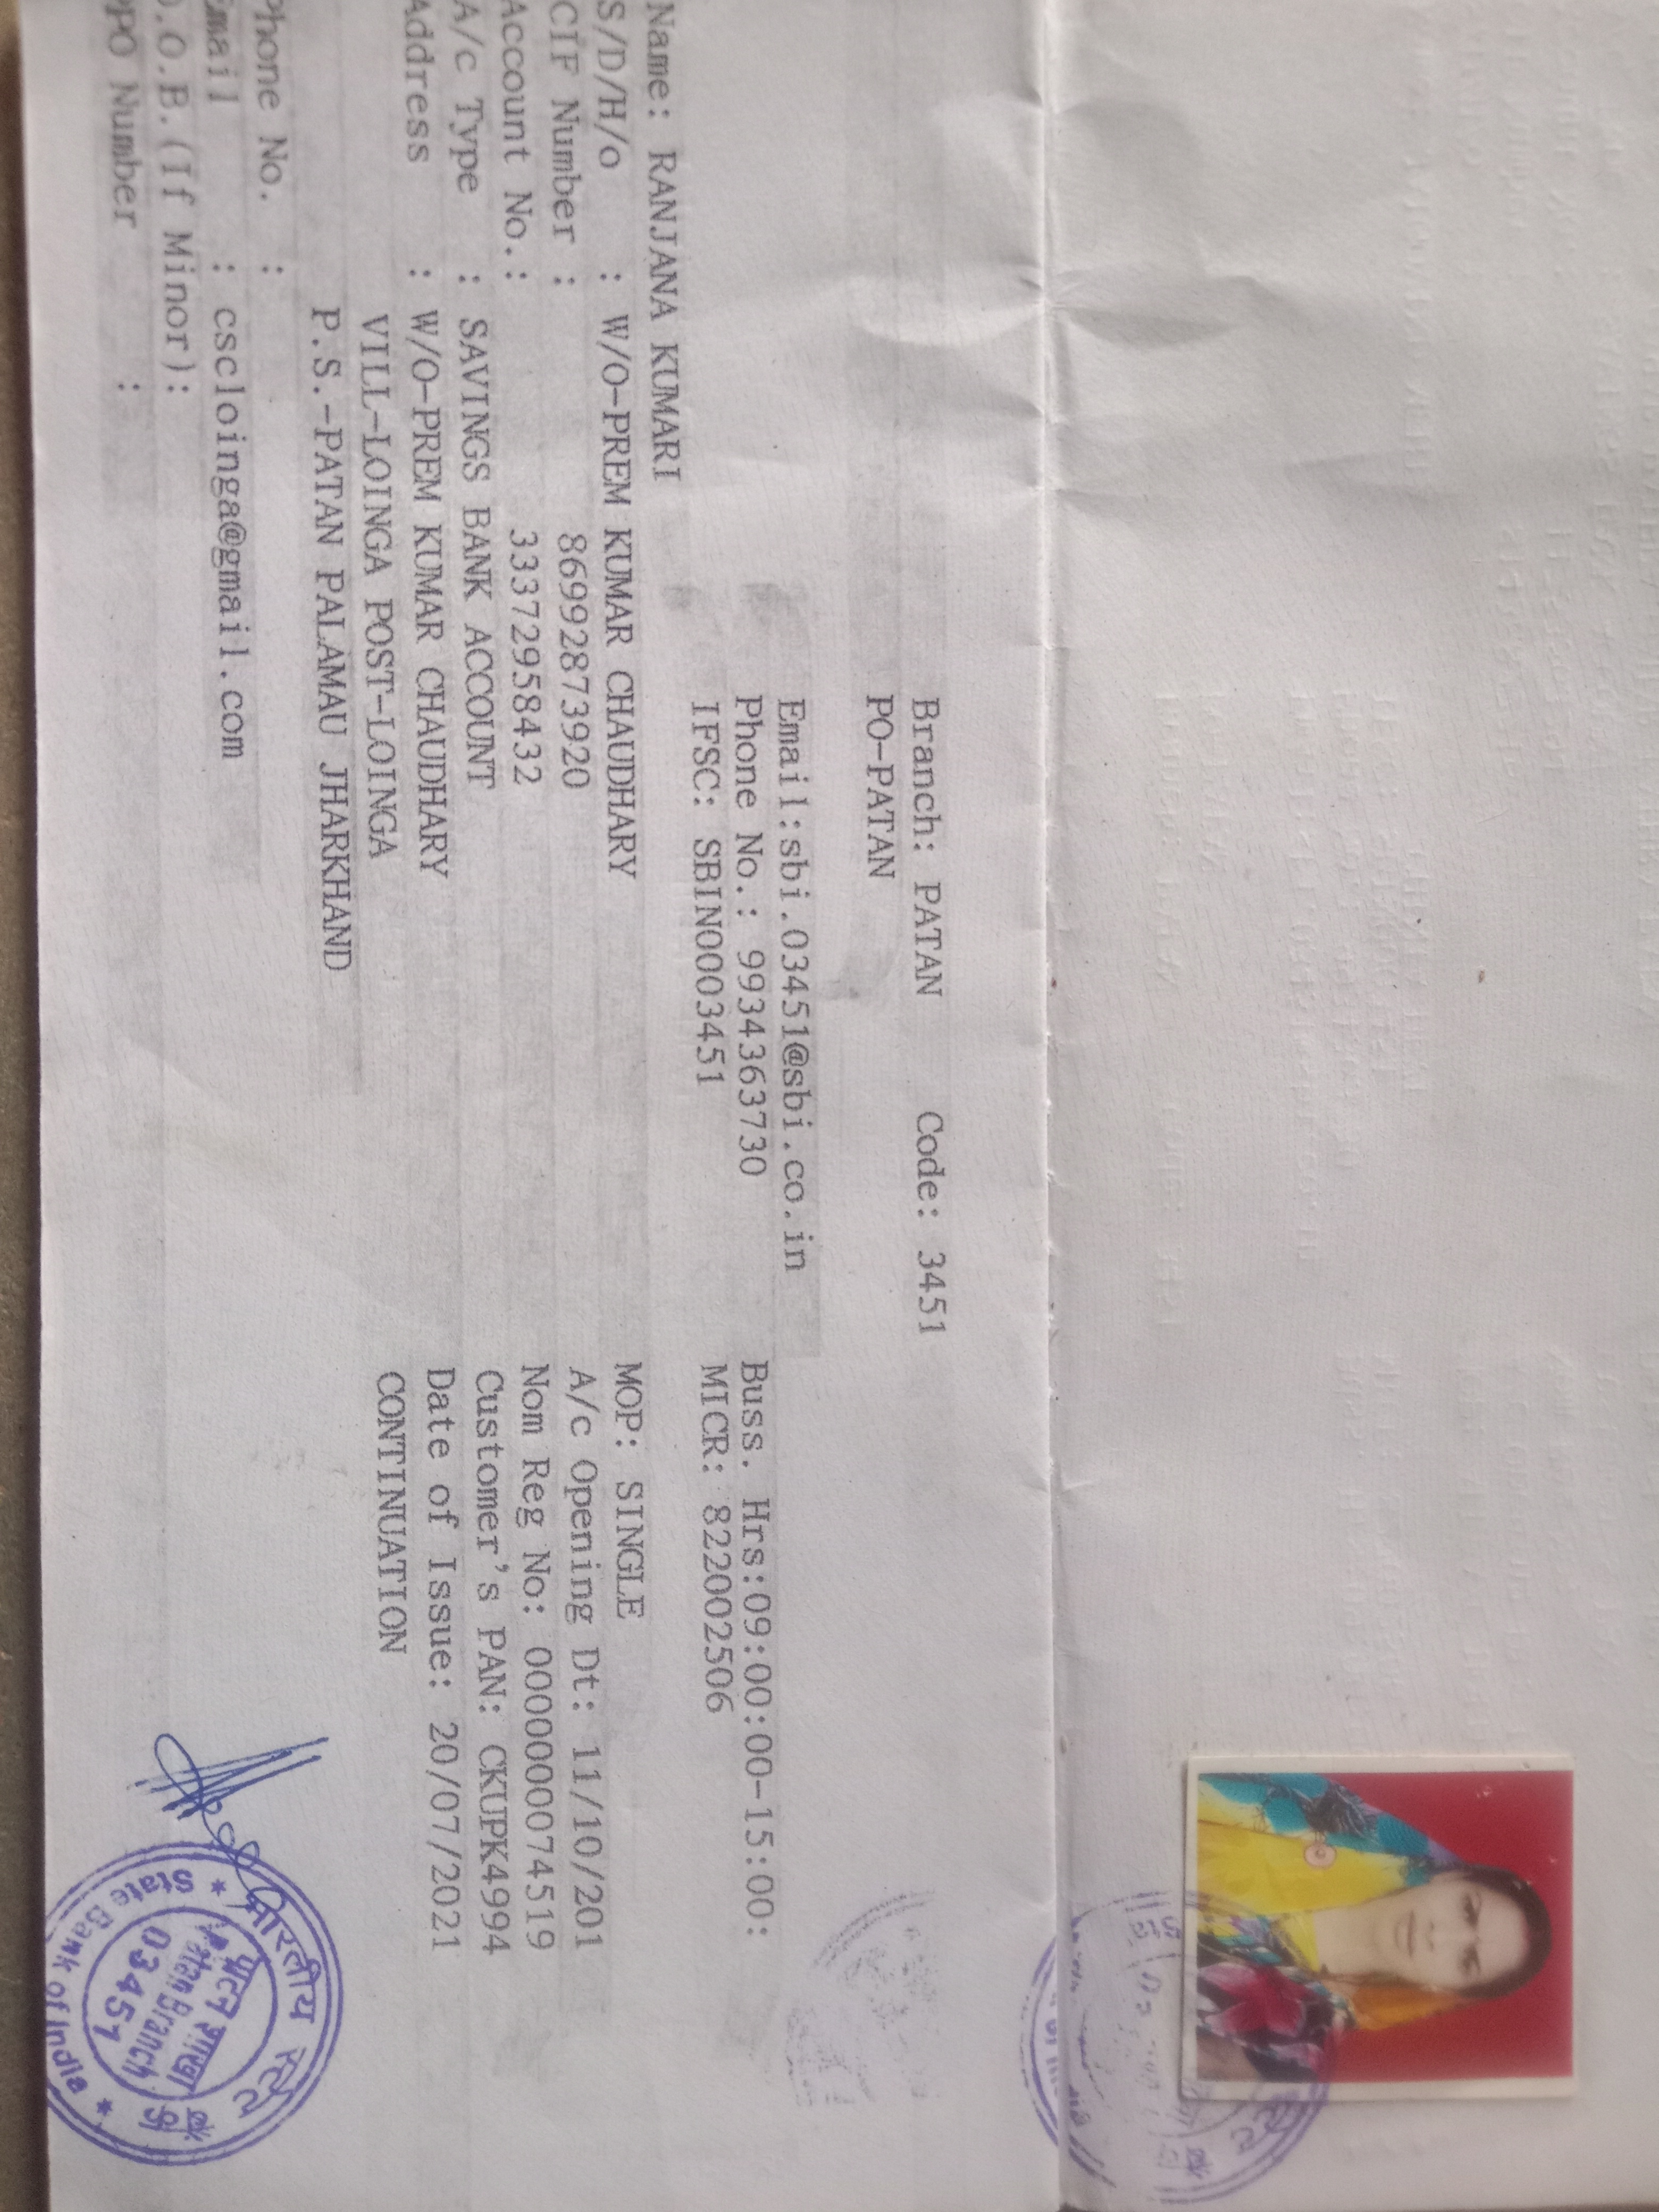 Branch: PATAN Code: 3451
PO-PATAN
Email:sbi.03451@sbi.co.in
Phone No.: 9934363730 Buss. Hrs:09:00:00-15:00:
IFSC: SBIN0003451 MICR: 822002506
Name: RANJANA KUMARI
S/D/H/o : W/O-PREM KUMAR CHAUDHARY MOP: SINGLE
CIF Number : 86992873920 A/c Opening Dt: 11/10/201
Account No.: 33372958432 Nom Reg No: 0000000745519
A/c Type : SAVINGS BANK ACCOUNT Customer's PAN: CKUPK4994
Address : W/O-PREM KUMAR CHAUDHARY Date of Issue: 20/07/2021
VILL-LOINGA POST-LOINGA CONTINUATION
P.S.-PATAN PALAMAU JHARKHAND
Phone No. :
Email : cscloinga@gmail.com
D.O.B.(If Minor):
PPO Number :
भारतीय स्टेट बैंक
पाटन शाखा
Patan Branch
03451
* State Bank of India *